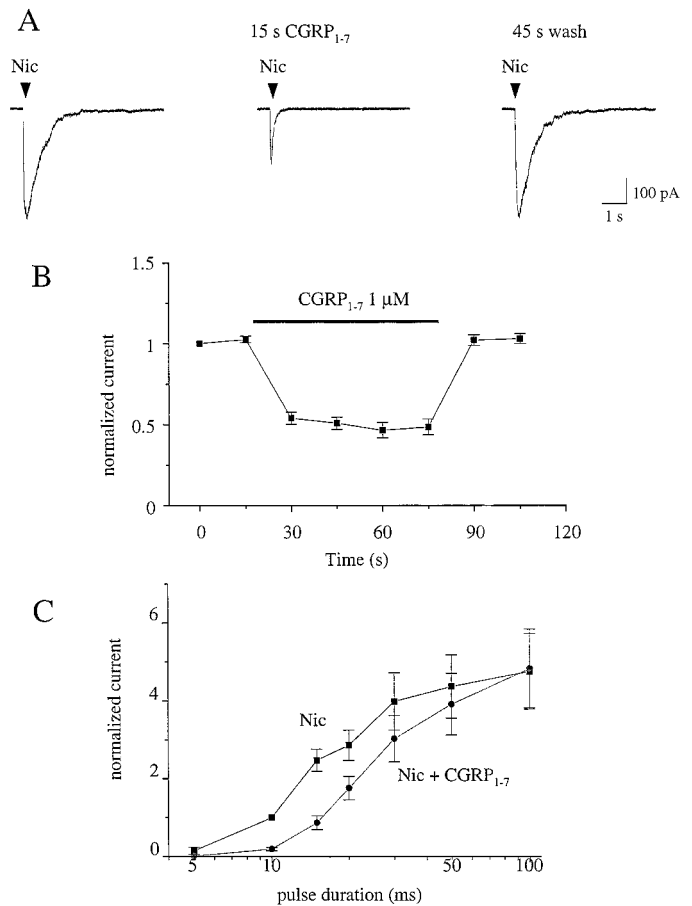 A
15 s CGRP1-7
45 s wash
Nic
Nic
Nic
100 pA
1 s
B
1.5
1
0.5
0
normalized current
CGRP1-7 1 µM
0
30
60
90
120
Time (s)
C
6
4
2
0
normalized current
Nic
Nic + CGRP1-7
5
10
50
100
pulse duration (ms)